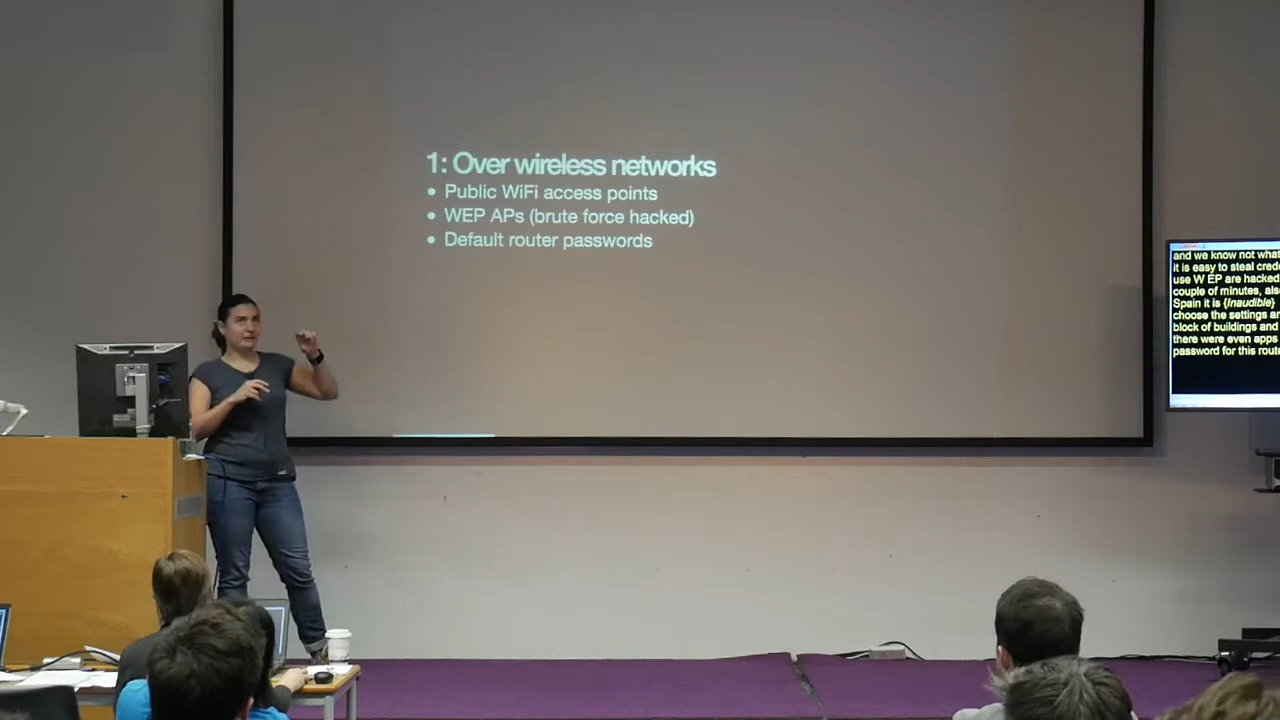 1: Over wireless networks
• Public WiFi access points
• WEP APs (brute force hacked)
• Default router passwords
and we know not what
it is easy to steal cred
use W EP are hacked
couple of minutes, als
Spain it is {Inaudible}
choose the settings an
block of buildings and
there were even apps
password for this route